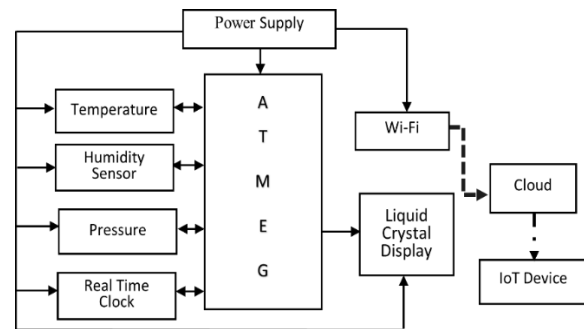 Power Supply
Temperature
Humidity
Sensor
Pressure
Real Time
Clock
A
T
M
E
G
Wi-Fi
Liquid
Crystal
Display
Cloud
IoT Device